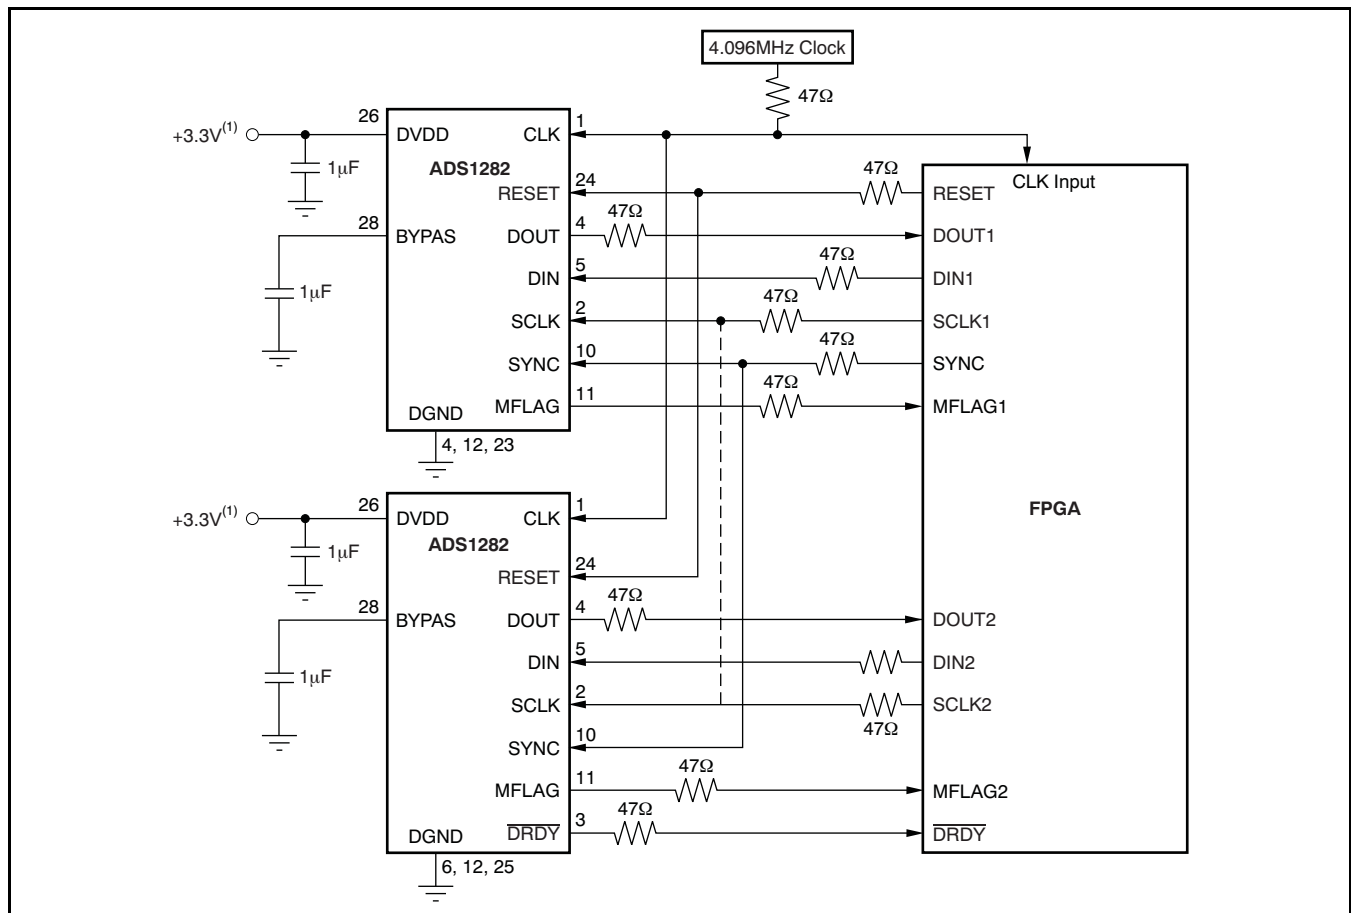 4.096MHz Clock
47Ω
+3.3V(1)
26
DVDD
CLK
1
ADS1282
1μF
CLK Input
RESET
24
47Ω
RESET
28
BYPAS
DOUT
4
47Ω
DOUT1
DIN
5
47Ω
DIN1
1μF
SCLK
2
47Ω
SCLK1
SYNC
10
47Ω
SYNC
MFLAG
11
47Ω
MFLAG1
DGND
4, 12, 23
FPGA
+3.3V(1)
26
DVDD
CLK
1
ADS1282
1μF
RESET
24
28
BYPAS
DOUT
4
47Ω
DOUT2
DIN
5
DIN2
1μF
SCLK
2
SCLK2
47Ω
SYNC
10
MFLAG
11
47Ω
MFLAG2
DGND
DRDY
3
47Ω
DRDY
6, 12, 25